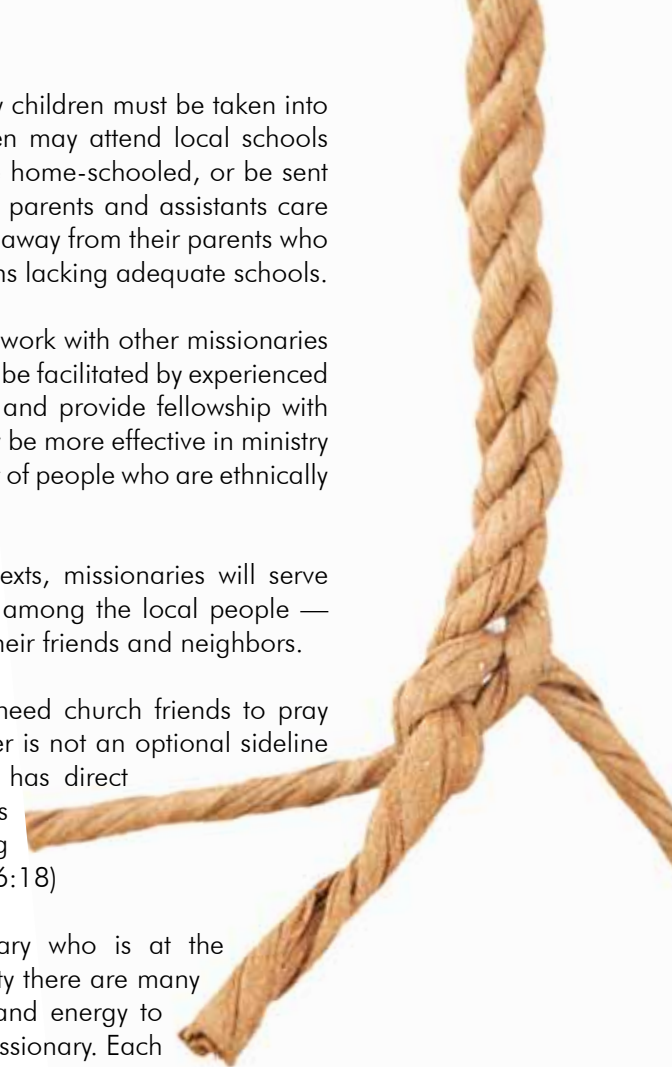 children must be taken into
may attend local schools
home-schooled, or be sent
parents and assistants care
away from their parents who
lacking adequate schools.
work with other missionaries
be facilitated by experienced
and provide fellowship with
be more effective in ministry
of people who are ethnically
missionaries will serve
among the local people —
heir friends and neighbors.
need church friends to pray
is not an optional sideline
has direct
s
g
6:18)
ary who is at the
ty there are many
and energy to
ssionary. Each